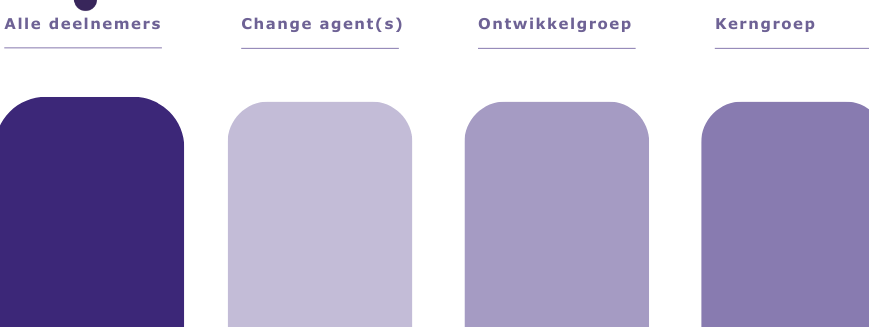 Alle deelnemers
Change agent(s)
Ontwikkelgroep
Kerngroep